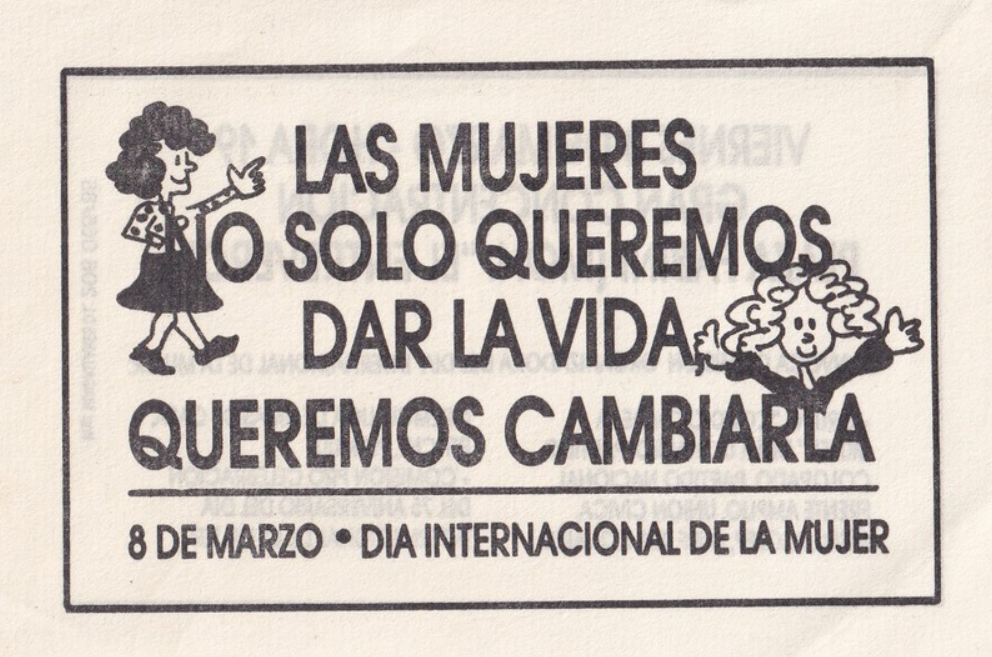 LAS MUJERES
NO SOLO QUEREMOS
DAR LA VIDA,
QUEREMOS CAMBIARLA
8 DE MARZO • DIA INTERNACIONAL DE LA MUJER